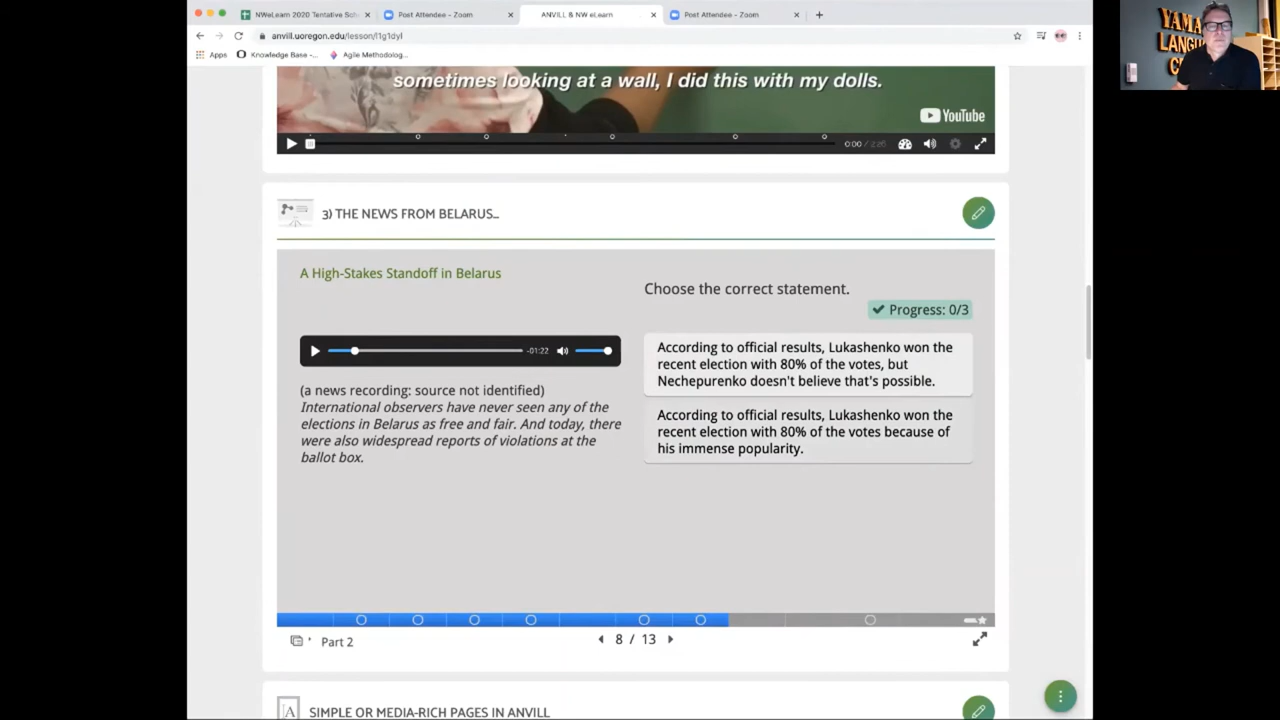 NWeLearn 2020 Tentative Sch
Post Attendee - Zoom
ANVILL & NW eLearn
Post Attendee - Zoom
anvill.uoregon.edu/lesson/l1g1dyl
Apps
Knowledge Base -...
Agile Methodolog...
sometimes looking at a wall, I did this with my dolls.
YouTube
0:00 / 2:26
3) THE NEWS FROM BELARUS...
A High-Stakes Standoff in Belarus
-01:22
(a news recording: source not identified)
International observers have never seen any of the
elections in Belarus as free and fair. And today, there
were also widespread reports of violations at the
ballot box.
Choose the correct statement.
Progress: 0/3
According to official results, Lukashenko won the
recent election with 80% of the votes, but
Nechepurenko doesn't believe that's possible.
According to official results, Lukashenko won the
recent election with 80% of the votes because of
his immense popularity.
Part 2
8 / 13
SIMPLE OR MEDIA-RICH PAGES IN ANVILL
YAMA
LANGU